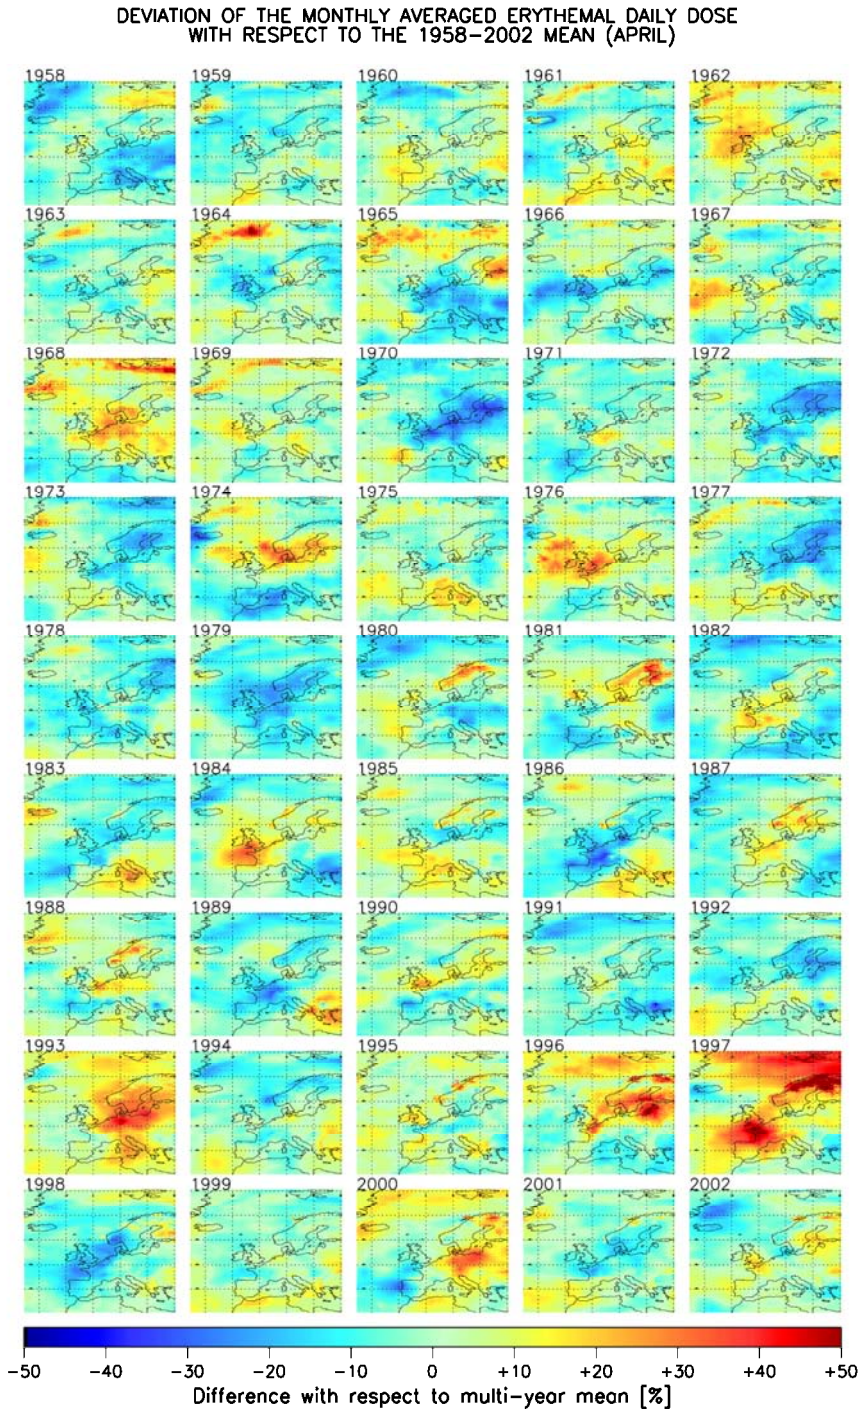 DEVIATION OF THE MONTHLY AVERAGED ERYTHEMAL DAILY DOSE
WITH RESPECT TO THE 1958-2002 MEAN (APRIL)
1958 1959 1960 1961 1962
1963 1964 1965 1966 1967
1968 1969 1970 1971 1972
1973 1974 1975 1976 1977
1978 1979 1980 1981 1982
1983 1984 1985 1986 1987
1988 1989 1990 1991 1992
1993 1994 1995 1996 1997
1998 1999 2000 2001 2002
-50 -40 -30 -20 -10 0 +10 +20 +30 +40 +50
Difference with respect to multi-year mean [%]